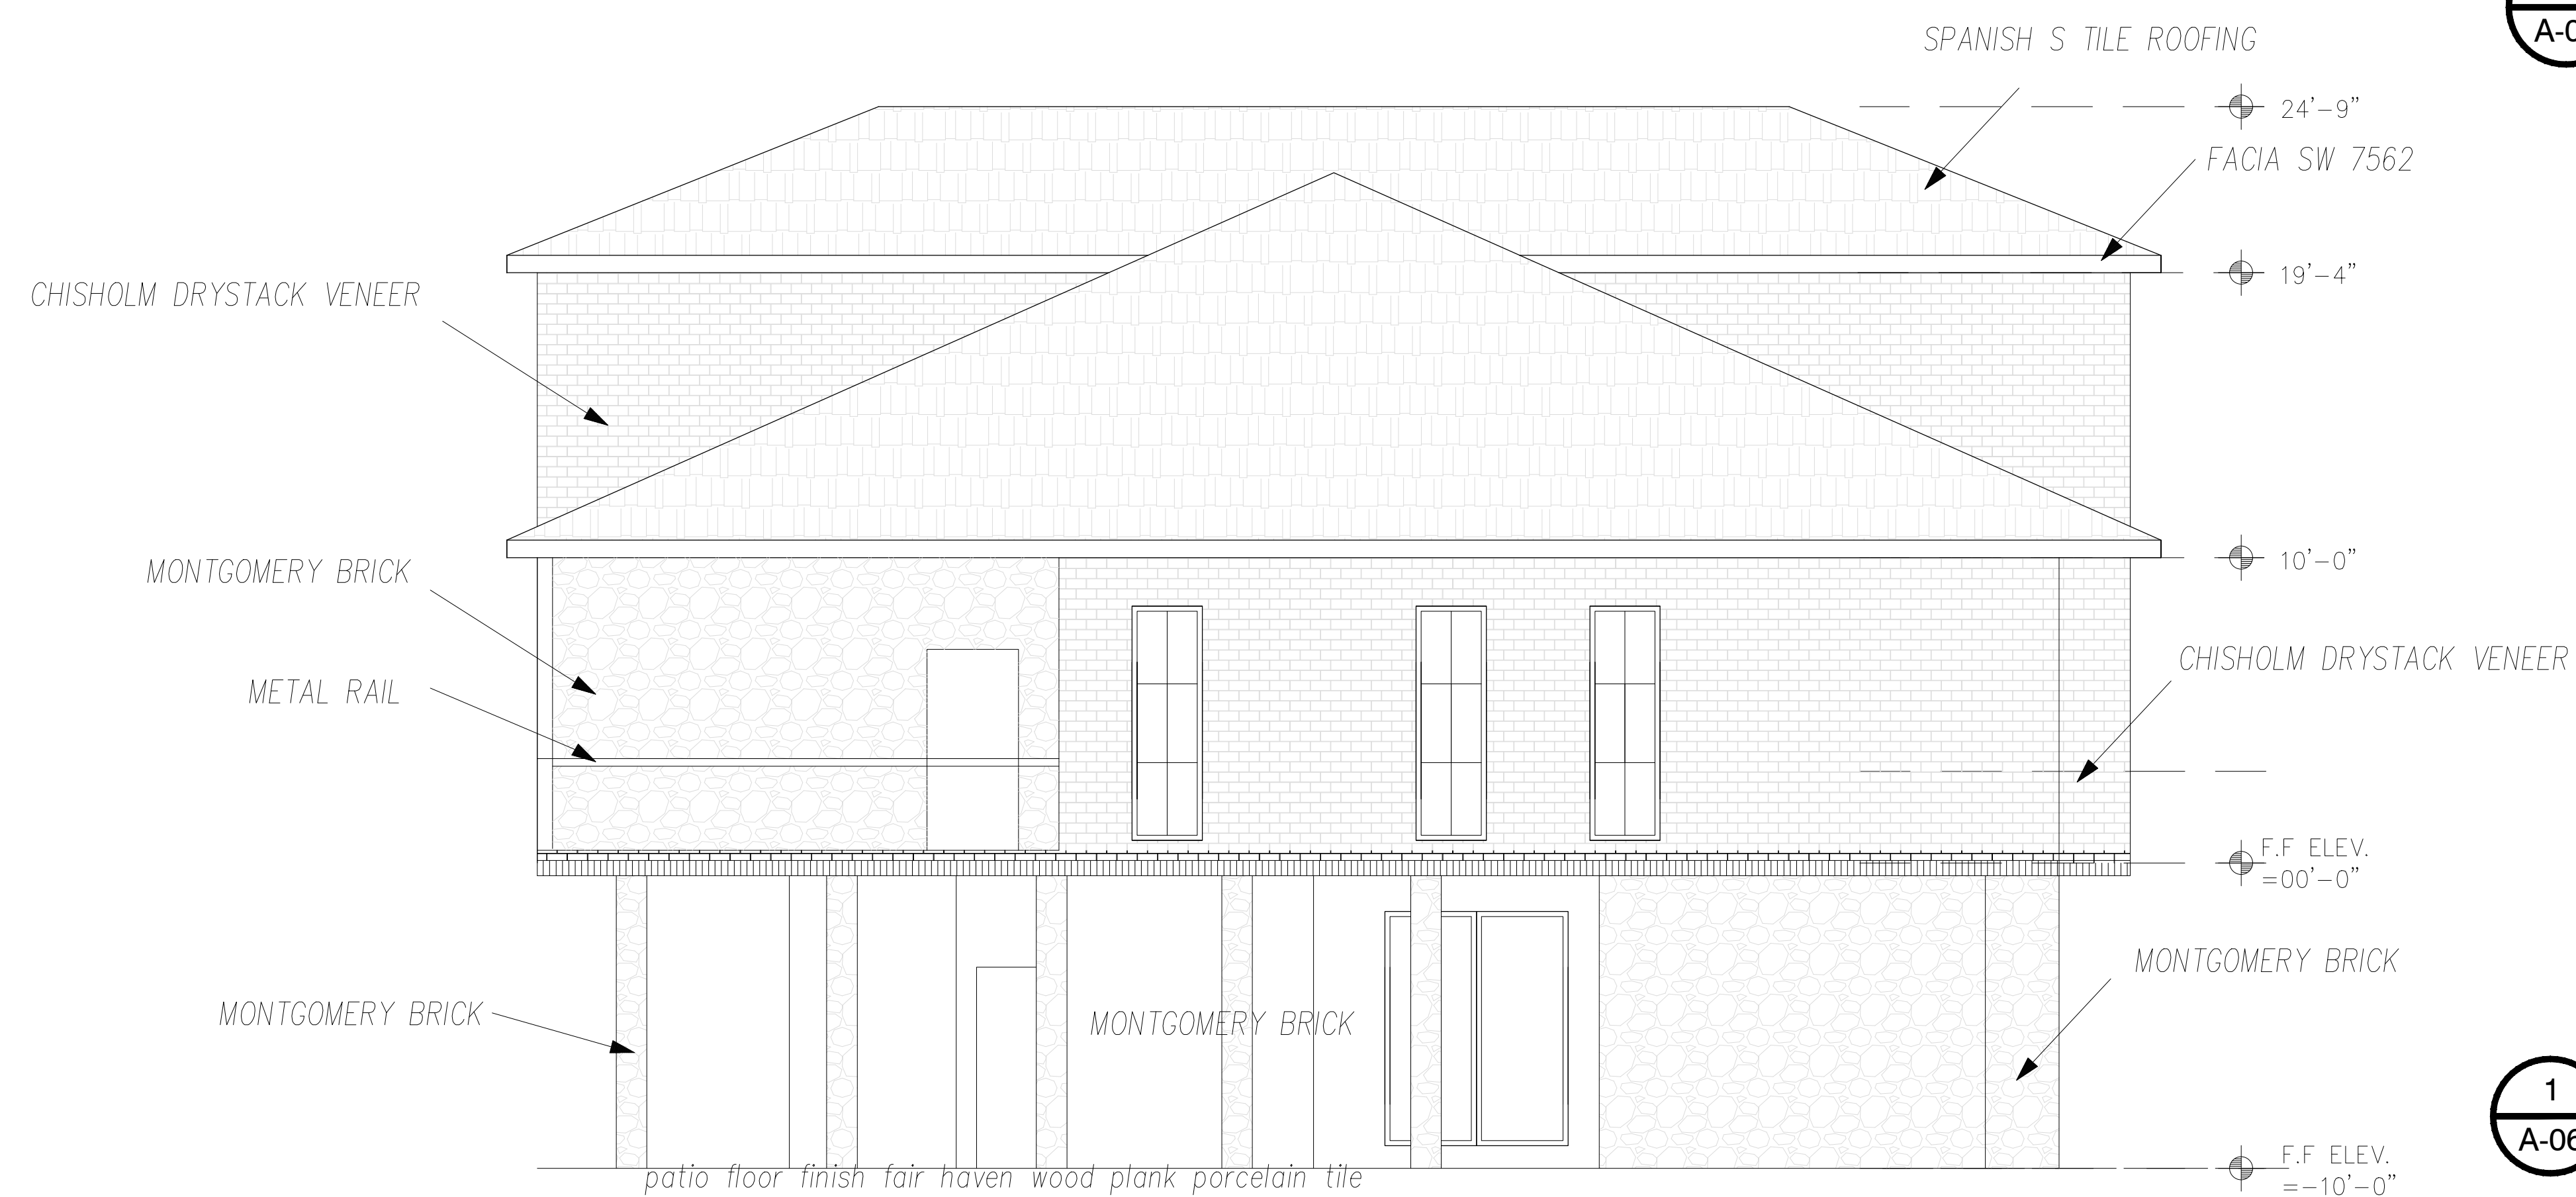 A-0
SPANISH S TILE ROOFING
24'-9"
FACIA SW 7562
19'-4"
CHISHOLM DRYSTACK VENEER
MONTGOMERY BRICK
10'-0"
METAL RAIL
CHISHOLM DRYSTACK VENEER
F.F ELEV.
=00'-0"
MONTGOMERY BRICK
MONTGOMERY BRICK
MONTGOMERY BRICK
1
A-06
patio floor finish fair haven wood plank porcelain tile
F.F ELEV.
=-10'-0"